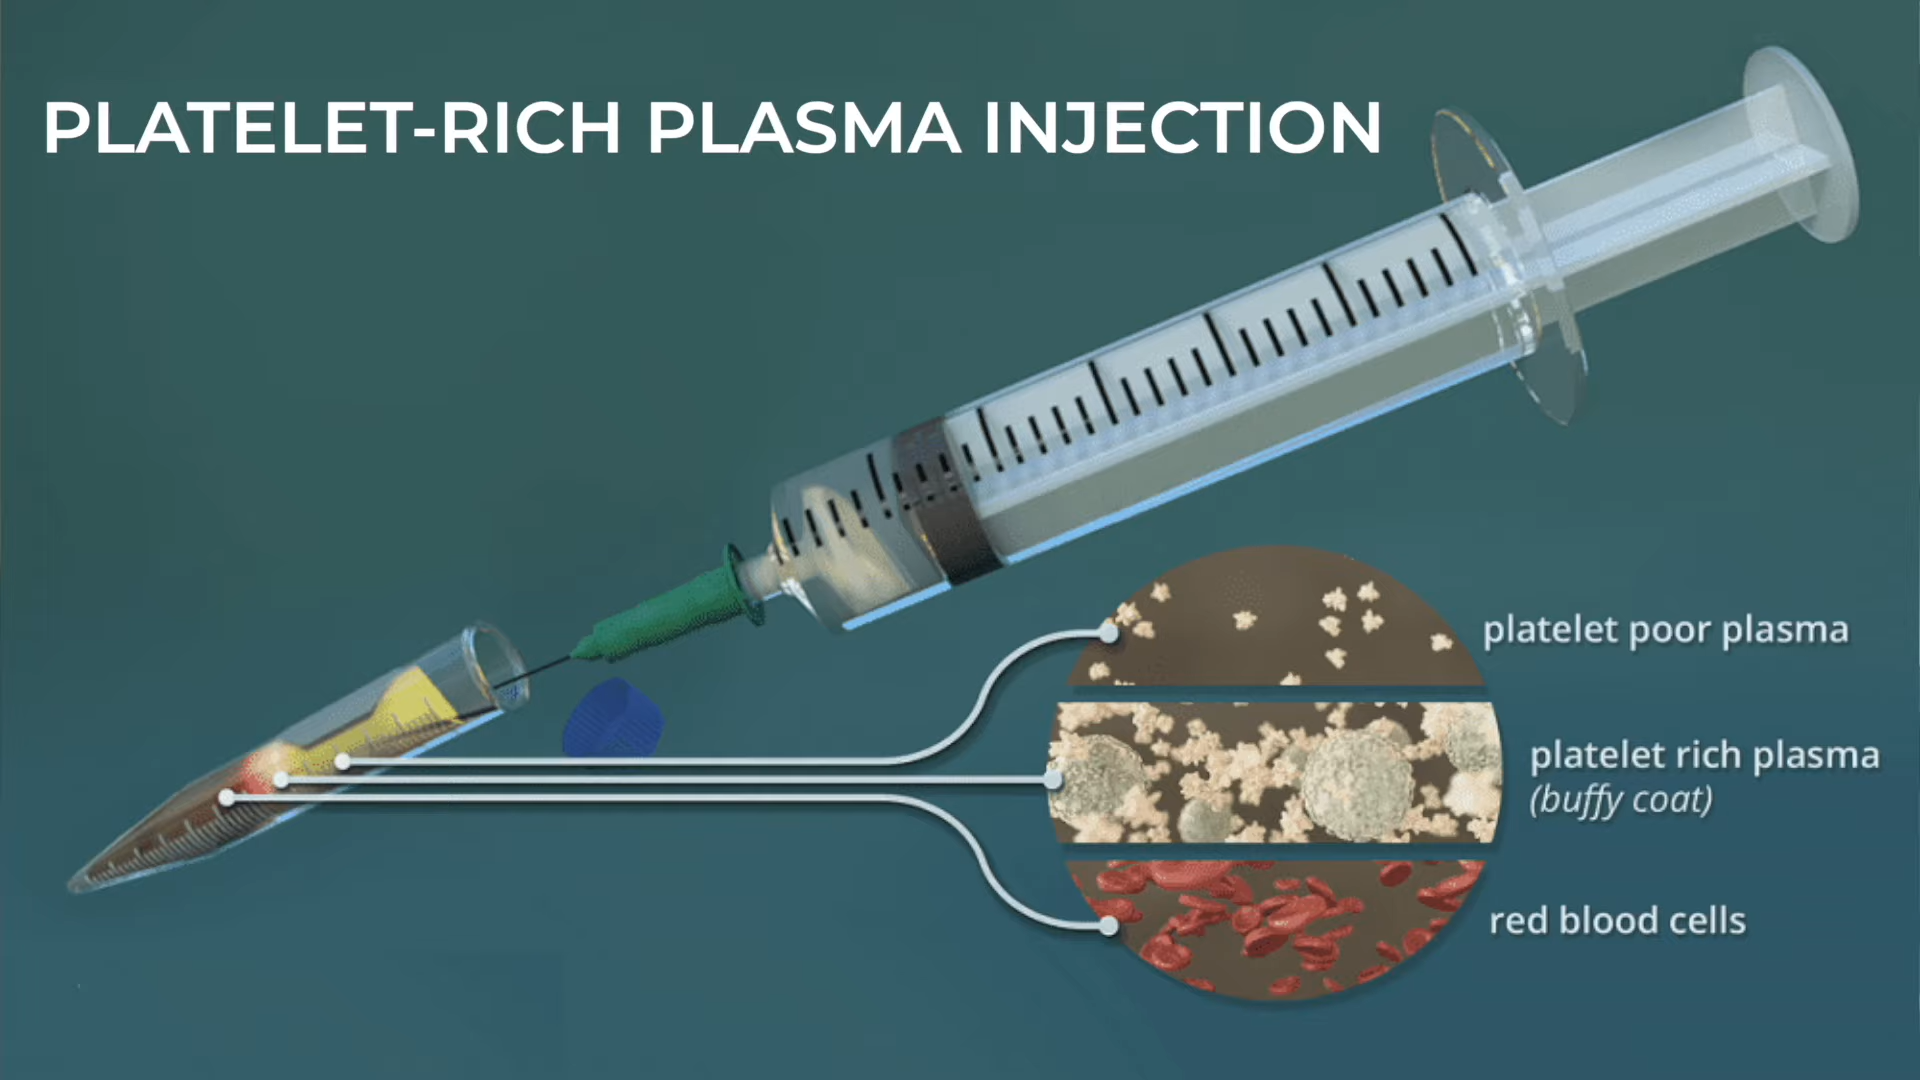 PLATELET-RICH PLASMA INJECTION
platelet poor plasma
platelet rich plasma
(buffy coat)
red blood cells